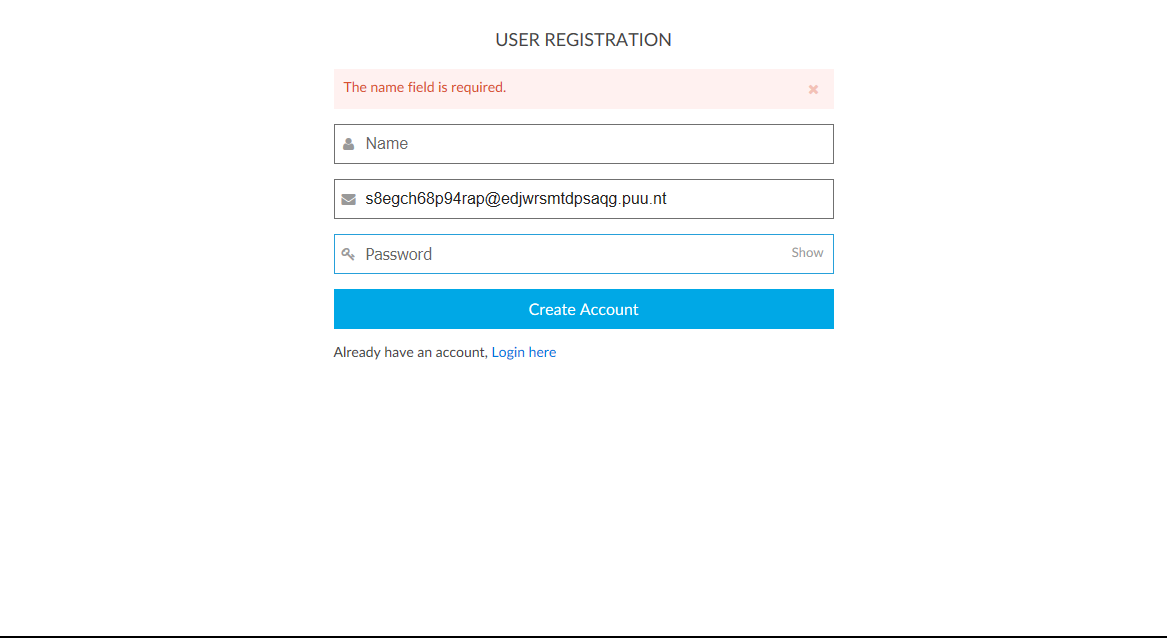 USER REGISTRATION
The name field is required.
Name
s8egch68p94rap@edjwrsmtdpsaqg.puu.nt
Password Show
Create Account
Already have an account, Login here